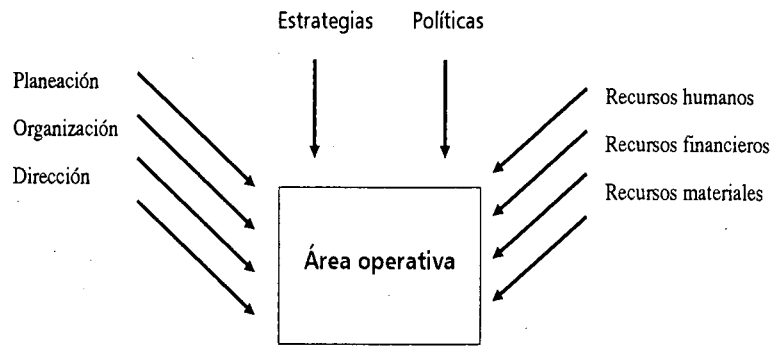 Estrategias Políticas
Planeación
Organización
Dirección
Recursos humanos
Recursos financieros
Recursos materiales
Área operativa